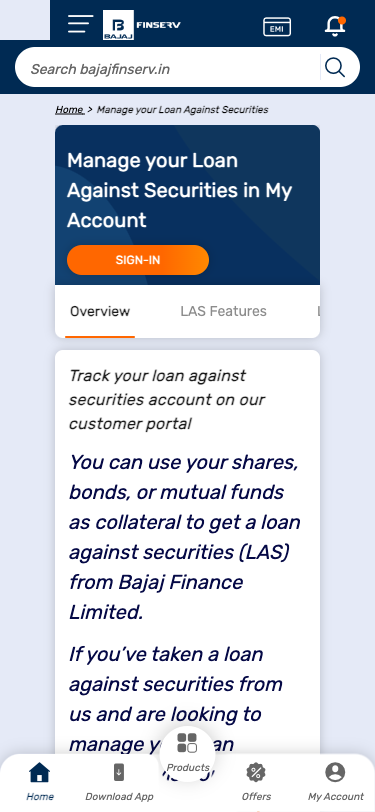 BAJAJ FINSERV EMI
Search bajajfinserv.in
Home > Manage your Loan Against Securities
Manage your Loan
Against Securities in My
Account
SIGN-IN
Overview LAS Features
Track your loan against
securities account on our
customer portal
You can use your shares,
bonds, or mutual funds
as collateral to get a loan
against securities (LAS)
from Bajaj Finance
Limited.
If you’ve taken a loan
against securities from
us and are looking to
manage
Products
Home Download App Offers My Account